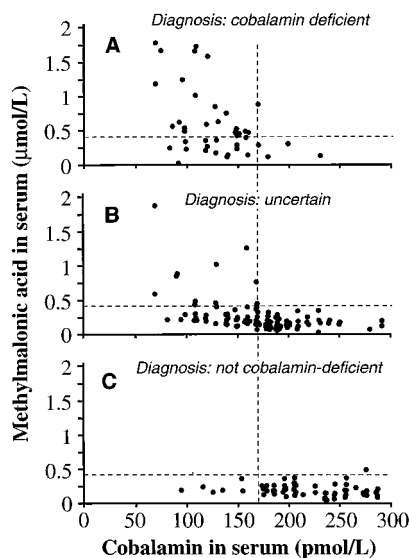 Diagnosis: cobalamin deficient
A
2
1.5
1
0.5
0
Diagnosis: uncertain
B
2
1.5
1
0.5
0
Diagnosis: not cobalamin-deficient
C
2
1.5
1
0.5
0
0 50 100 150 200 250 300
Cobalamin in serum (pmol/L)
Methylmalonic acid in serum (µmol/L)